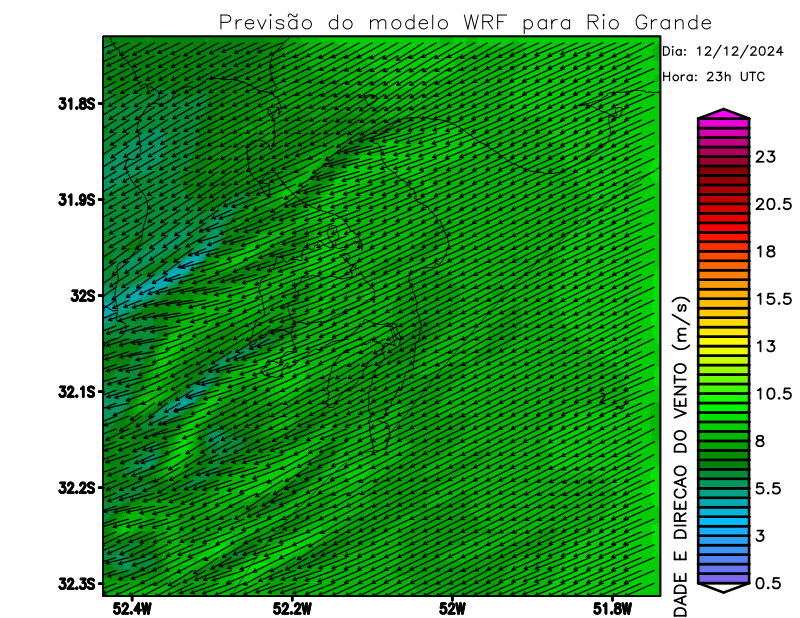 Previsão do modelo WRF para Rio Grande
Dia: 12/12/2024
Hora: 23h UTC
31.8S
31.9S
32S
32.1S
32.2S
32.3S
52.4W
52.2W
52W
51.8W
23
20.5
18
15.5
13
10.5
8
5.5
3
0.5
DADE E DIRECAO DO VENTO (m/s)